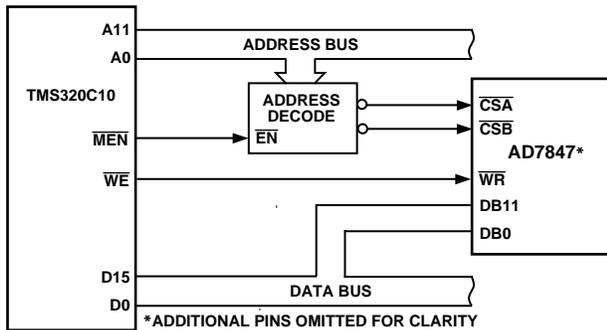 A11
ADDRESS BUS
A0
TMS320C10
ADDRESS
DECODE
CSA
CSB
MEN
EN
AD7847*
WE
WR
DB11
DB0
D15
DATA BUS
D0
*ADDITIONAL PINS OMITTED FOR CLARITY